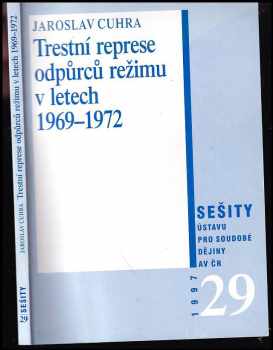 JAROSLAV CUHRA Trestní represe odpůrců režimu v letech 1969–1972 29 SEŠITY
JAROSLAV CUHRA
Trestní represe
odpůrců režimu
v letech
1969–1972
SEŠITY
ÚSTAVU
PRO SOUDOBÉ
DĚJINY
AV ČR
1997
29